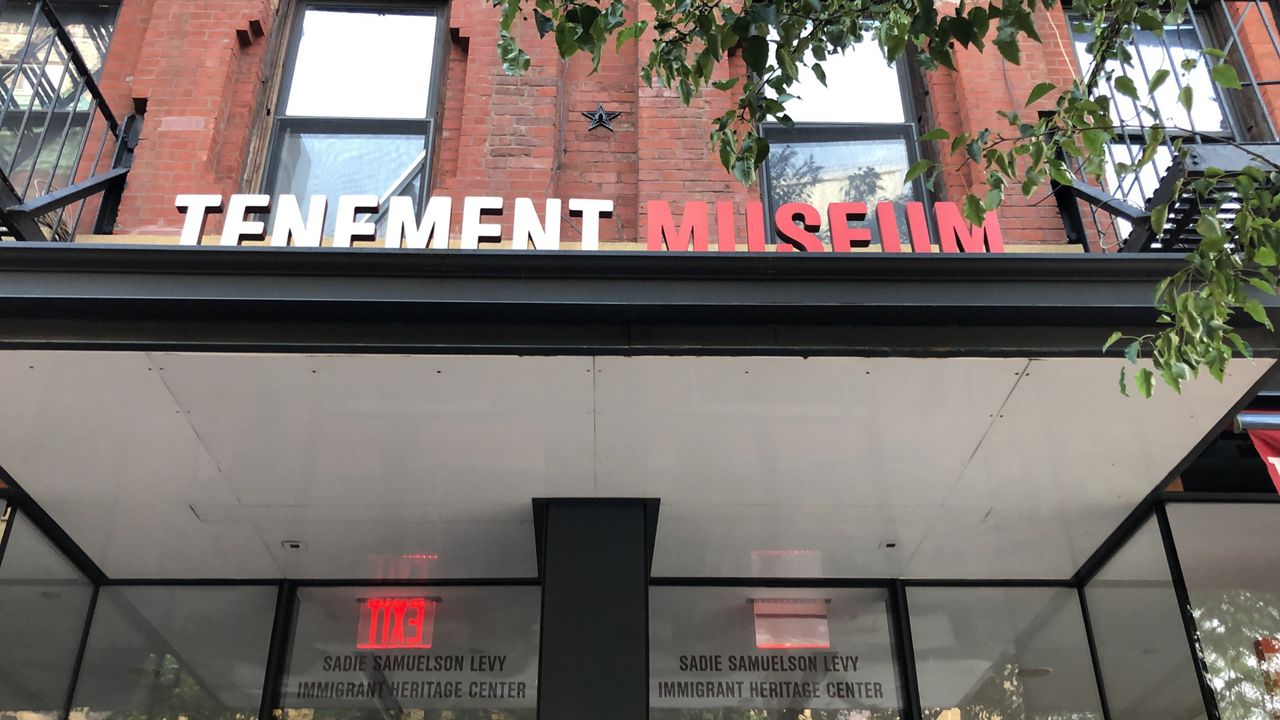 TENEMENT MUSEUM
EXIT
SADIE SAMUELSON LEVY
IMMIGRANT HERITAGE CENTER
SADIE SAMUELSON LEVY
IMMIGRANT HERITAGE CENTER